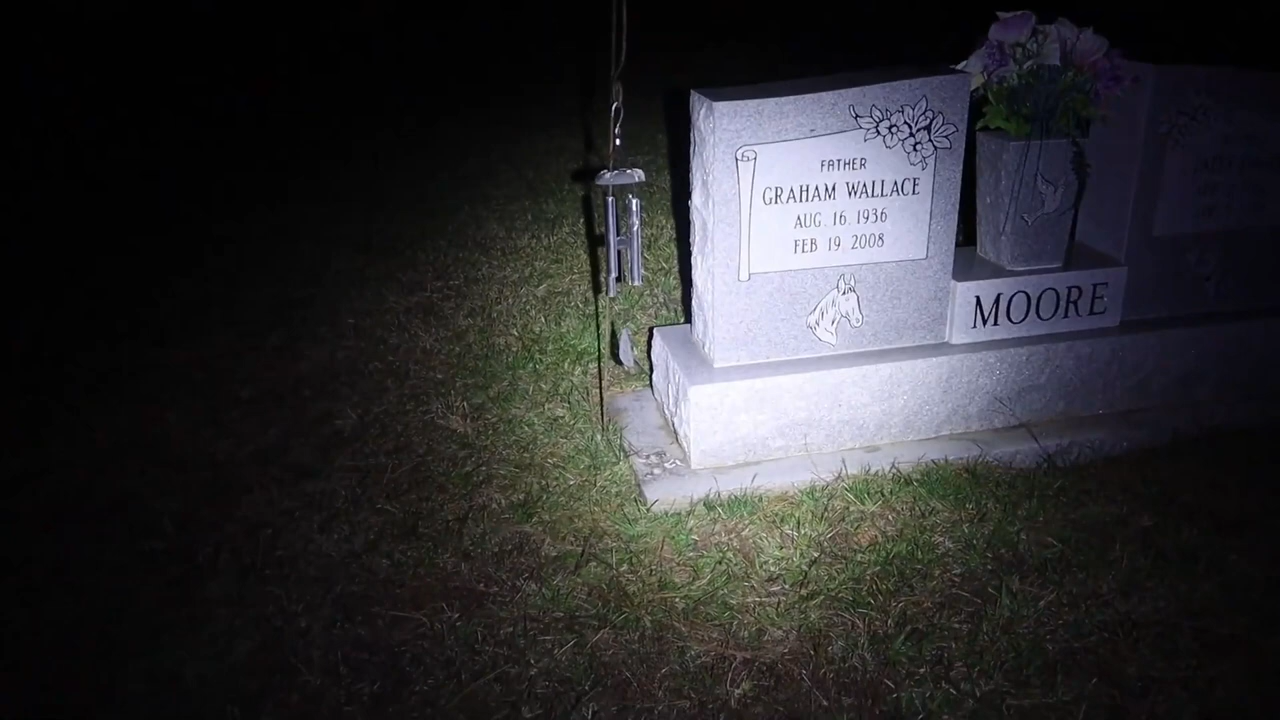 FATHER
GRAHAM WALLACE
AUG. 16. 1936
FEB 19 2008
MOORE